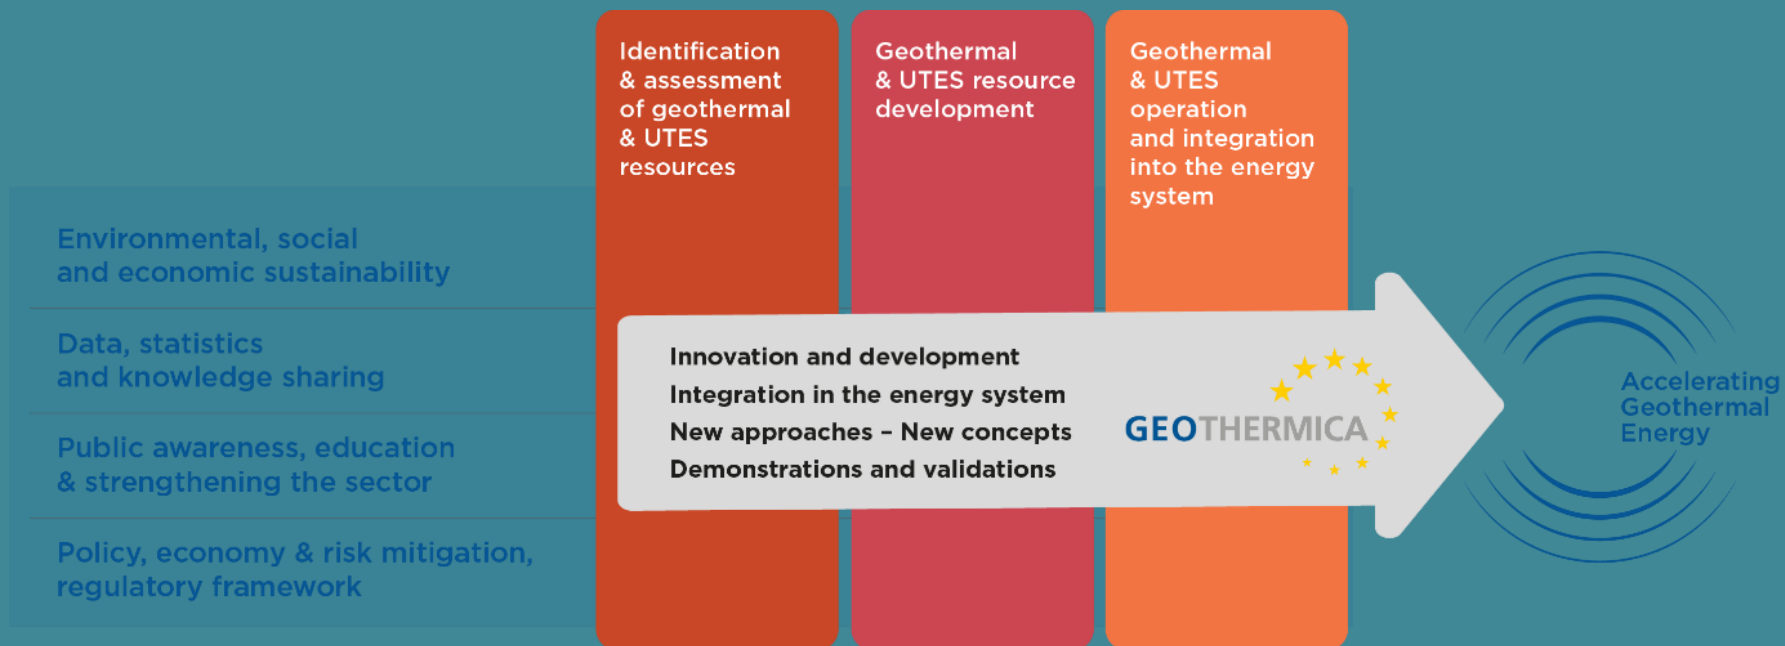 Identification
& assessment
of geothermal
& UTES
resources
Geothermal
& UTES resource
development
Geothermal
& UTES
operation
and integration
into the energy
system
Environmental, social
and economic sustainability
Data, statistics
and knowledge sharing
Public awareness, education
& strengthening the sector
Policy, economy & risk mitigation,
regulatory framework
Innovation and development
Integration in the energy system
New approaches – New concepts
Demonstrations and validations
GEOTHERMICA
Accelerating
Geothermal
Energy